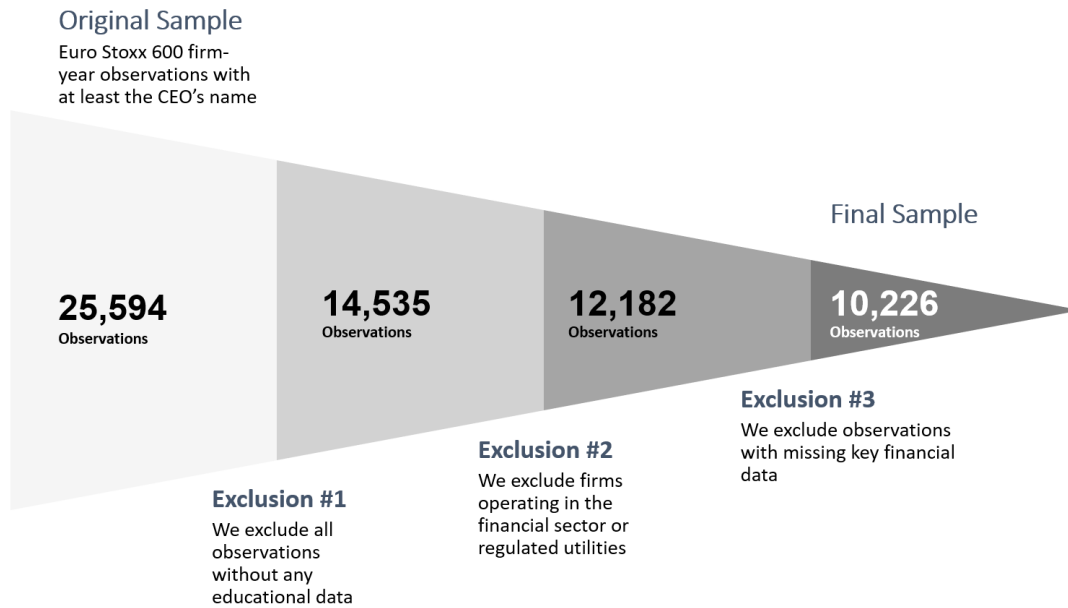 Original Sample
Euro Stoxx 600 firm-
year observations with
at least the CEO's name
25,594
Observations
Exclusion #1
We exclude all
observations
without any
educational data
14,535
Observations
Exclusion #2
We exclude firms
operating in the
financial sector or
regulated utilities
12,182
Observations
Exclusion #3
We exclude observations
with missing key financial
data
Final Sample
10,226
Observations